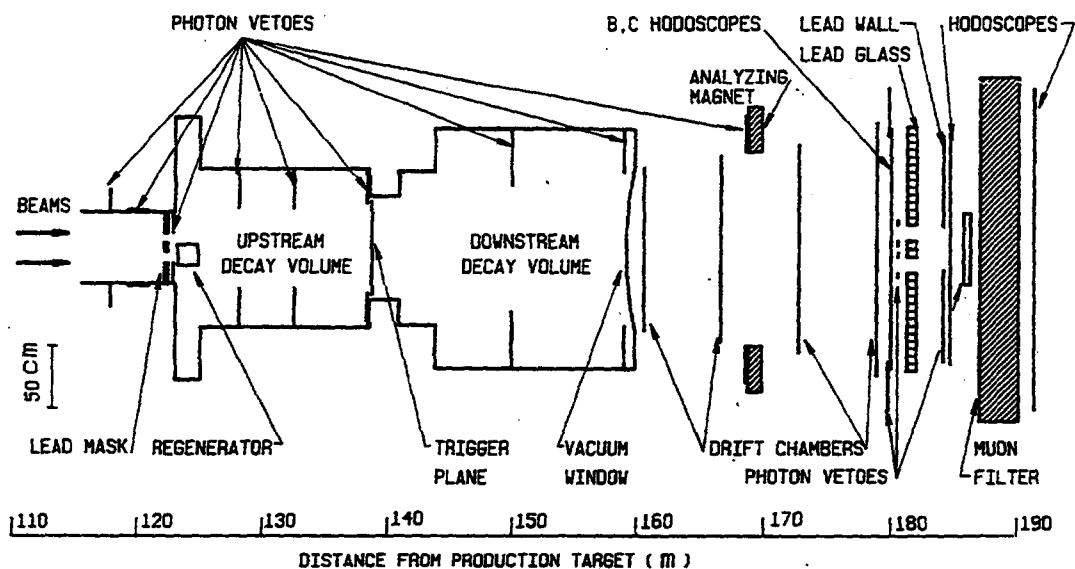 PHOTON VETOES
B,C HODOSCOPES
LEAD WALL
HODOSCOPES
LEAD GLASS
ANALYZING
MAGNET
BEAMS
UPSTREAM
DECAY VOLUME
DOWNSTREAM
DECAY VOLUME
50 CM
LEAD MASK
REGENERATOR
TRIGGER
PLANE
VACUUM
WINDOW
DRIFT CHAMBERS
PHOTON VETOES
MUON
FILTER
110 120 130 140 150 160 170 180 190
DISTANCE FROM PRODUCTION TARGET (m)